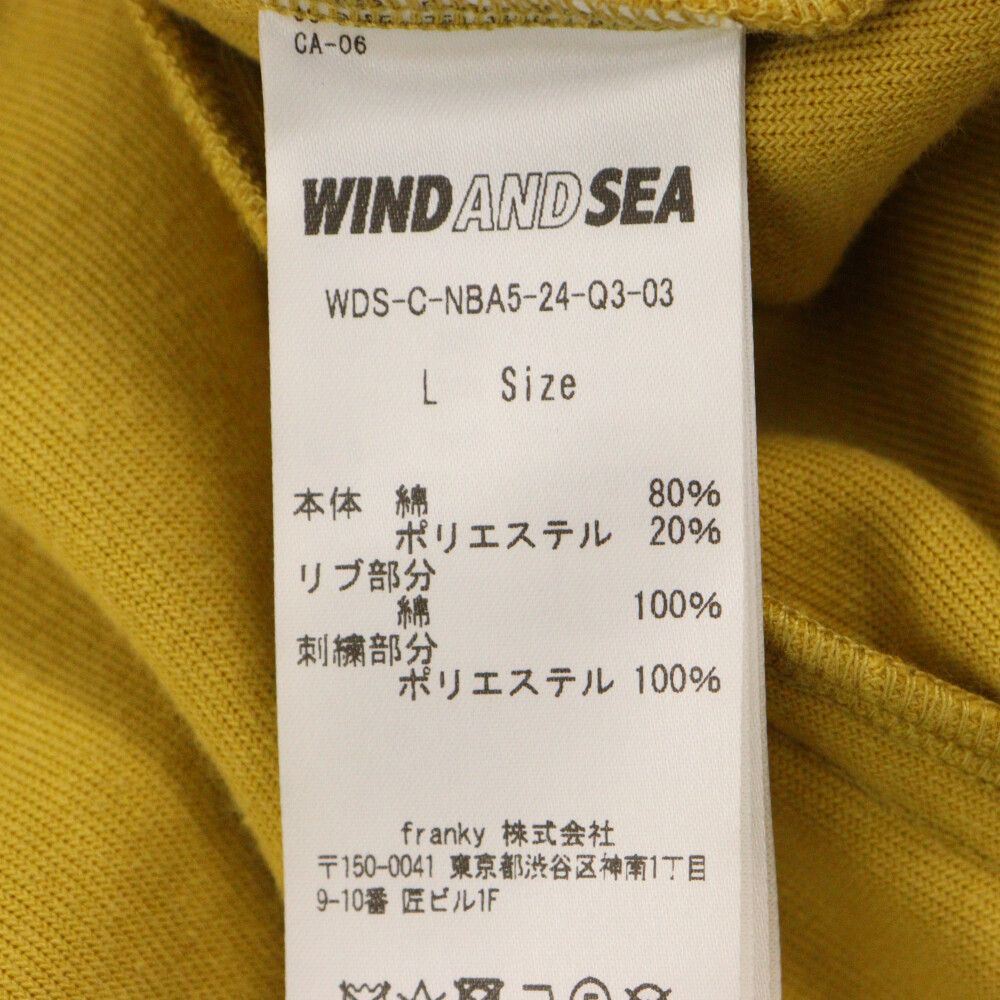 CA-06
WINDANDSEA
WDS-C-NBA5-24-Q3-03
L Size
本体 綿 80%
ポリエステル 20%
リブ部分
綿 100%
刺繍部分
ポリエステル 100%
franky 株式会社
〒150-0041 東京都渋谷区神南1丁目
9-10番 匠ビル1F